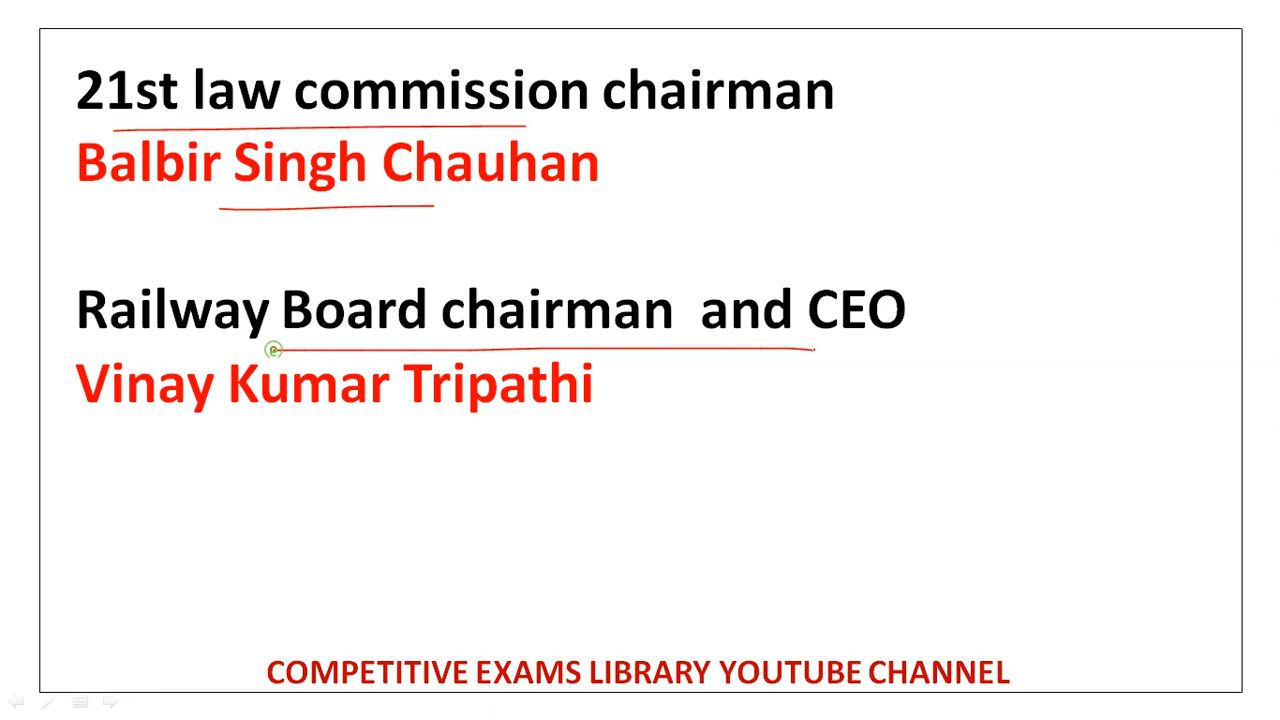 21st law commission chairman
Balbir Singh Chauhan
Railway Board chairman and CEO
Vinay Kumar Tripathi
COMPETITIVE EXAMS LIBRARY YOUTUBE CHANNEL